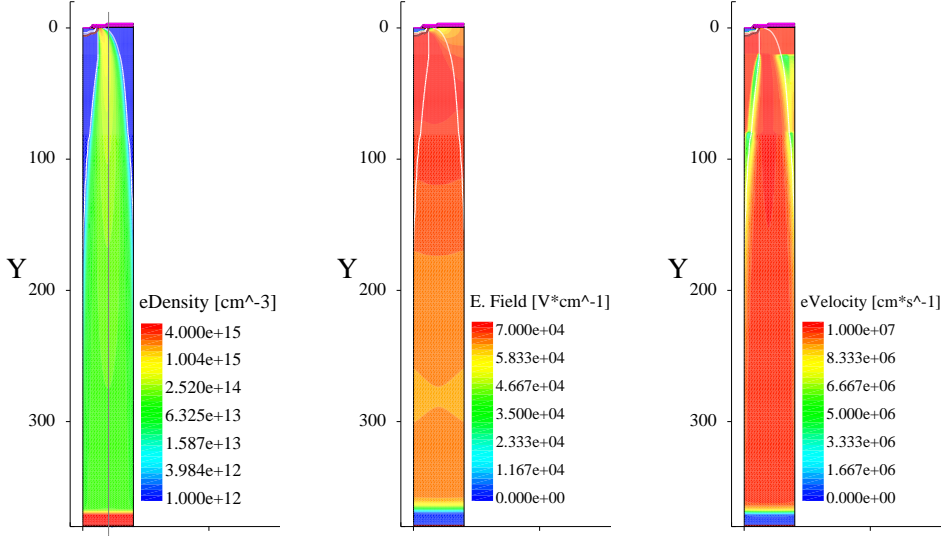 0
100
Y
200
300
eDensity [cm^-3]
4.000e+15
1.004e+15
2.520e+14
6.325e+13
1.587e+13
3.984e+12
1.000e+12
0
100
Y
200
300
E. Field [V*cm^-1]
7.000e+04
5.833e+04
4.667e+04
3.500e+04
2.333e+04
1.167e+04
0.000e+00
0
100
Y
200
300
eVelocity [cm*s^-1]
1.000e+07
8.333e+06
6.667e+06
5.000e+06
3.333e+06
1.667e+06
0.000e+00